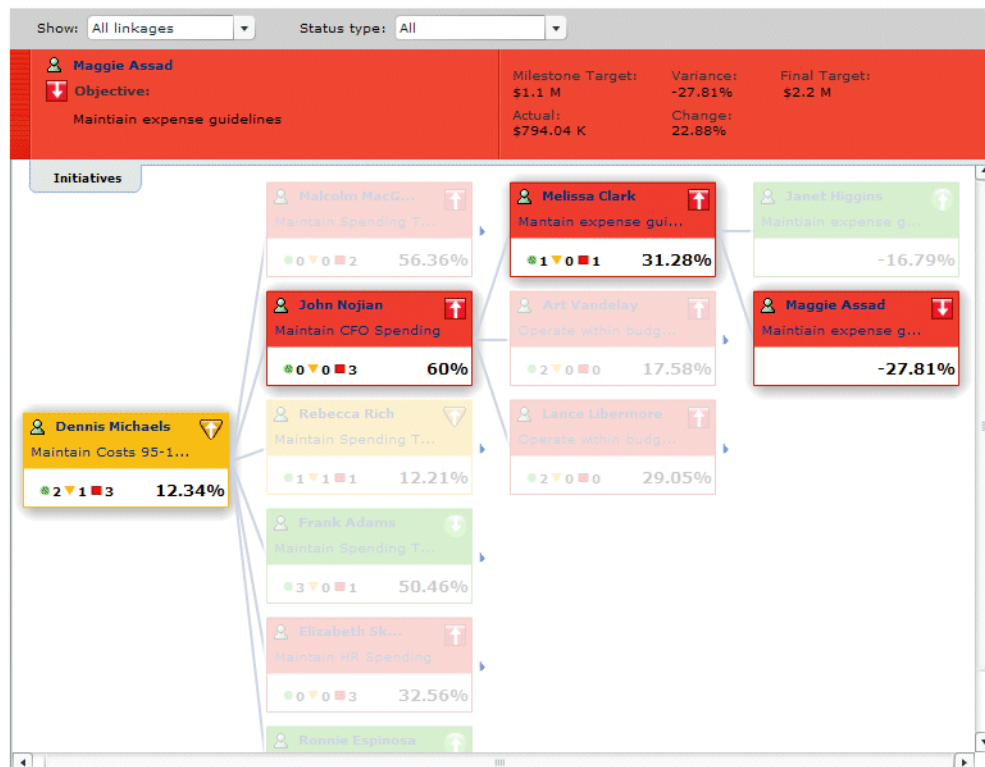 Show: All linkages Status type: All
Maggie Assad
Objective:
Maintiain expense guidelines
Milestone Target: Variance: Final Target:
$1.1 M -27.81% $2.2 M
Actual: Change:
$794.04 K 22.88%
Initiatives
Dennis Michaels
Maintain Costs 95-1...
2 1 3 12.34%
Malcolm MacG...
Maintain Spending T...
0 0 2 56.36%
John Nojian
Maintain CFO Spending
0 0 3 60%
Rebecca Rich
Maintain Spending T...
1 1 1 12.21%
Frank Adams
Maintain Spending T...
3 0 1 50.46%
Elizabeth Sk...
Maintain HR Spending
0 0 3 32.56%
Ronnie Espinosa
Melissa Clark
Mantain expense gui...
1 0 1 31.28%
Art Vandelay
Operate within budg...
2 0 0 17.58%
Lance Libermore
Operate within budg...
2 0 0 29.05%
Janet Higgins
Maintiain expense g...
-16.79%
Maggie Assad
Maintiain expense g...
-27.81%